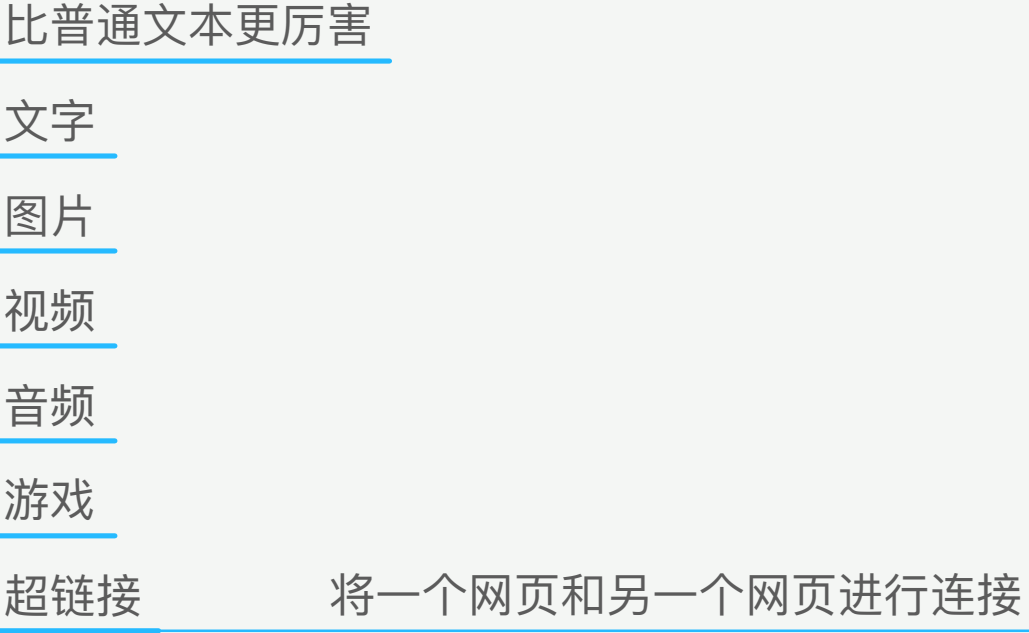 比普通文本更厉害
文字
图片
视频
音频
游戏
超链接 将一个网页和另一个网页进行连接